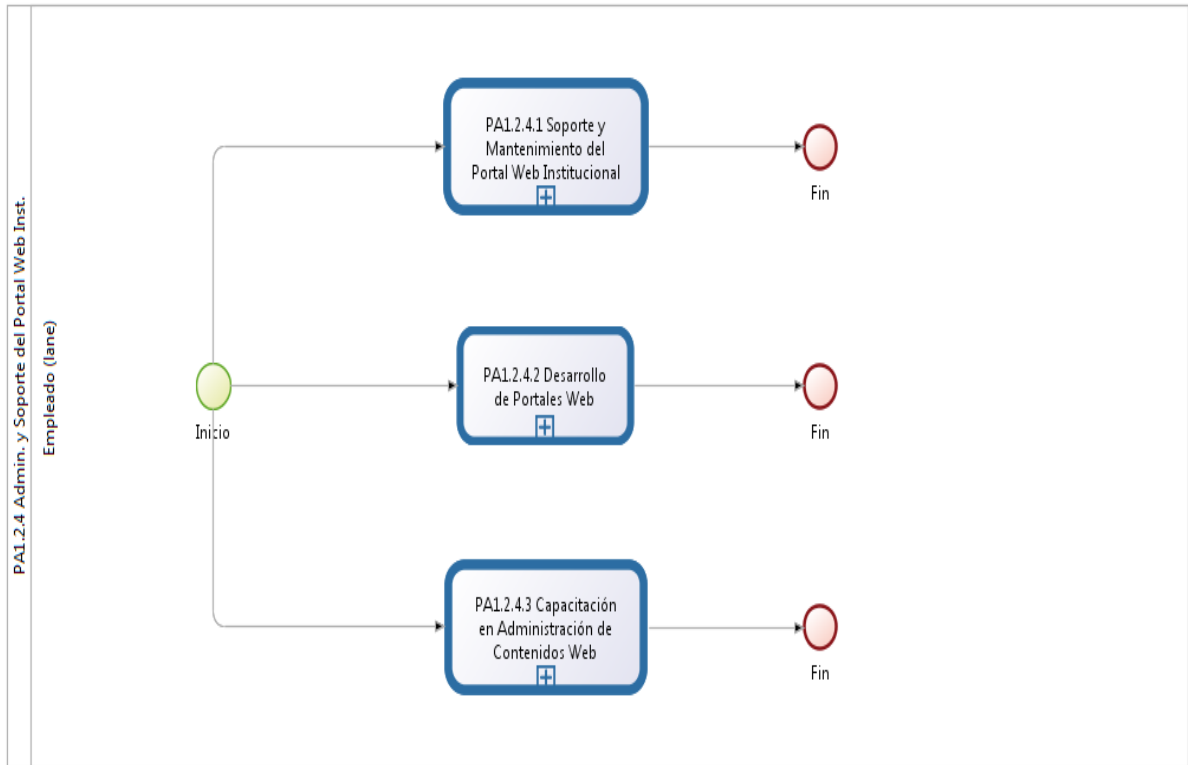 PA1.2.4 Admin. y Soporte del Portal Web Inst.
Empleado (lane)
Inicio
PA1.2.4.1 Soporte y
Mantenimiento del
Portal Web Institucional
Fin
PA1.2.4.2 Desarrollo
de Portales Web
Fin
PA1.2.4.3 Capacitación
en Administración de
Contenidos Web
Fin